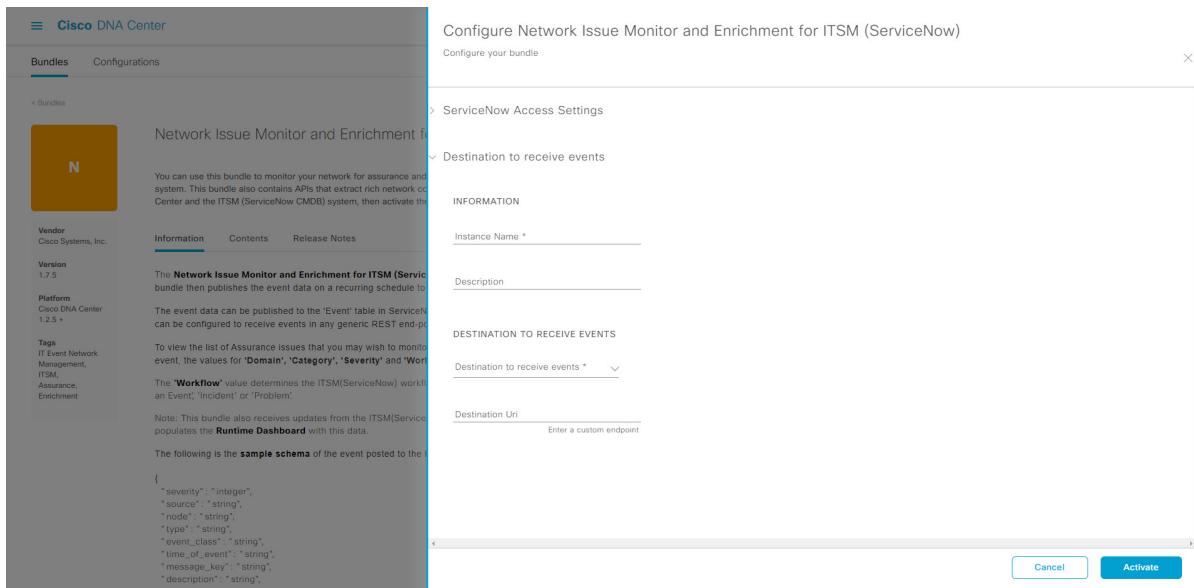 Cisco DNA Center
Bundles Configurations
< Bundles
N
Vendor
Cisco Systems, Inc.
Version
1.7.5
Platform
Cisco DNA Center
1.2.5 +
Tags
IT Event Network
Management,
ITSM,
Assurance,
Enrichment
Network Issue Monitor and Enrichment f
You can use this bundle to monitor your network for assurance and
system. This bundle also contains APIs that extract rich network co
Center and the ITSM (ServiceNow CMDB) system, then activate the
Information Contents Release Notes
The Network Issue Monitor and Enrichment for ITSM (Servic
bundle then publishes the event data on a recurring schedule to
The event data can be published to the 'Event' table in ServiceN
can be configured to receive events in any generic REST end-po
To view the list of Assurance issues that you may wish to monito
event, the values for 'Domain', 'Category', 'Severity' and 'Worl
The 'Workflow' value determines the ITSM(ServiceNow) workfl
an Event', 'Incident' or 'Problem'.
Note: This bundle also receives updates from the ITSM(Service
populates the Runtime Dashboard with this data.
The following is the sample schema of the event posted to the
{
"severity" : "integer",
"source" : "string",
"node" : "string",
"type" : "string",
"event_class" : "string",
"time_of_event" : "string",
"message_key" : "string",
"description" : "string",
Configure Network Issue Monitor and Enrichment for ITSM (ServiceNow)
Configure your bundle
ServiceNow Access Settings
Destination to receive events
INFORMATION
Instance Name *
Description
DESTINATION TO RECEIVE EVENTS
Destination to receive events *
Destination Uri
Enter a custom endpoint
Cancel Activate